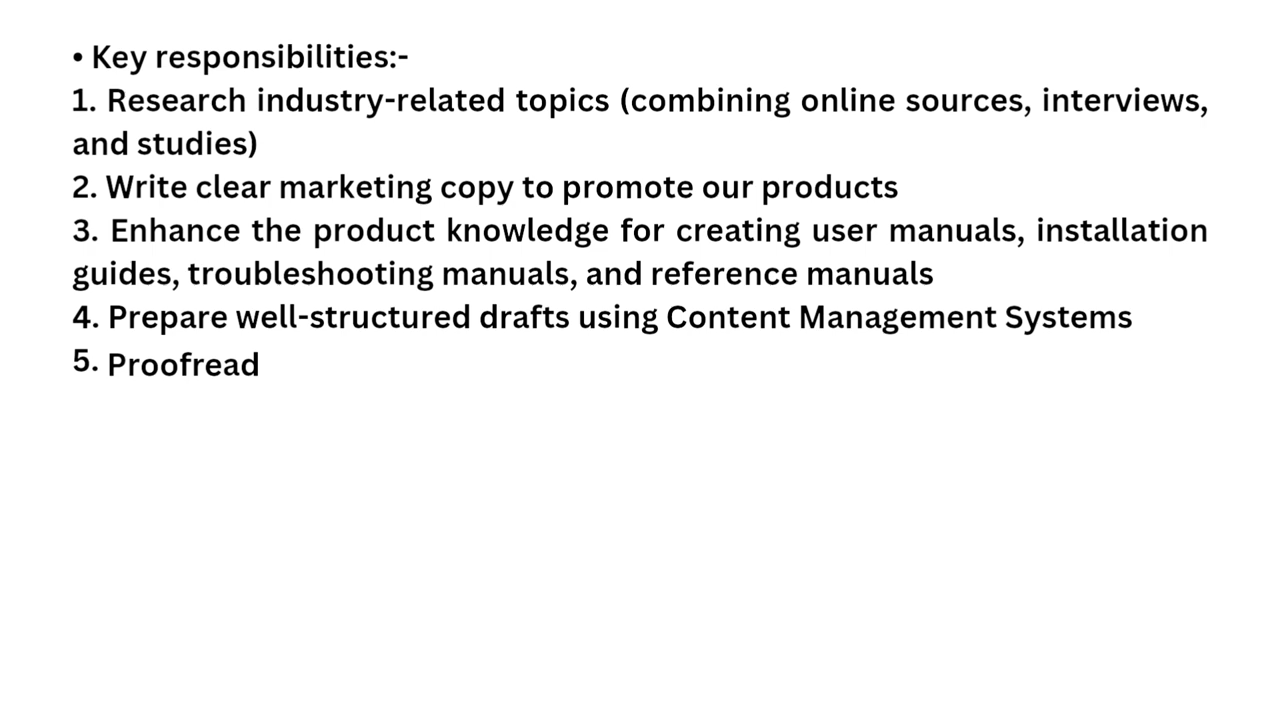 • Key responsibilities:-
1. Research industry-related topics (combining online sources, interviews,
and studies)
2. Write clear marketing copy to promote our products
3. Enhance the product knowledge for creating user manuals, installation
guides, troubleshooting manuals, and reference manuals
4. Prepare well-structured drafts using Content Management Systems
5. Proofread